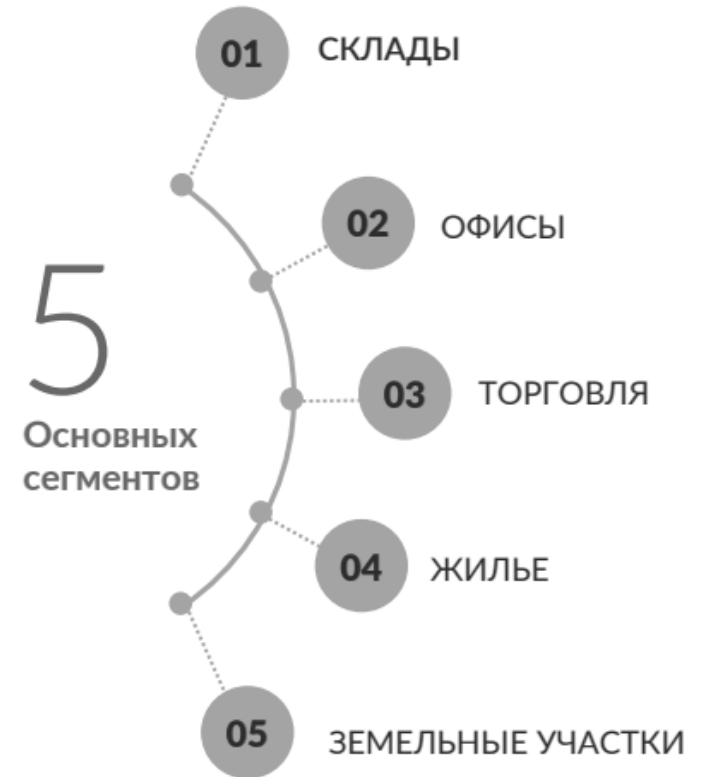 01
СКЛАДЫ
02
ОФИСЫ
5
Основных
сегментов
03
ТОРГОВЛЯ
04
ЖИЛЬЕ
05
ЗЕМЕЛЬНЫЕ УЧАСТКИ